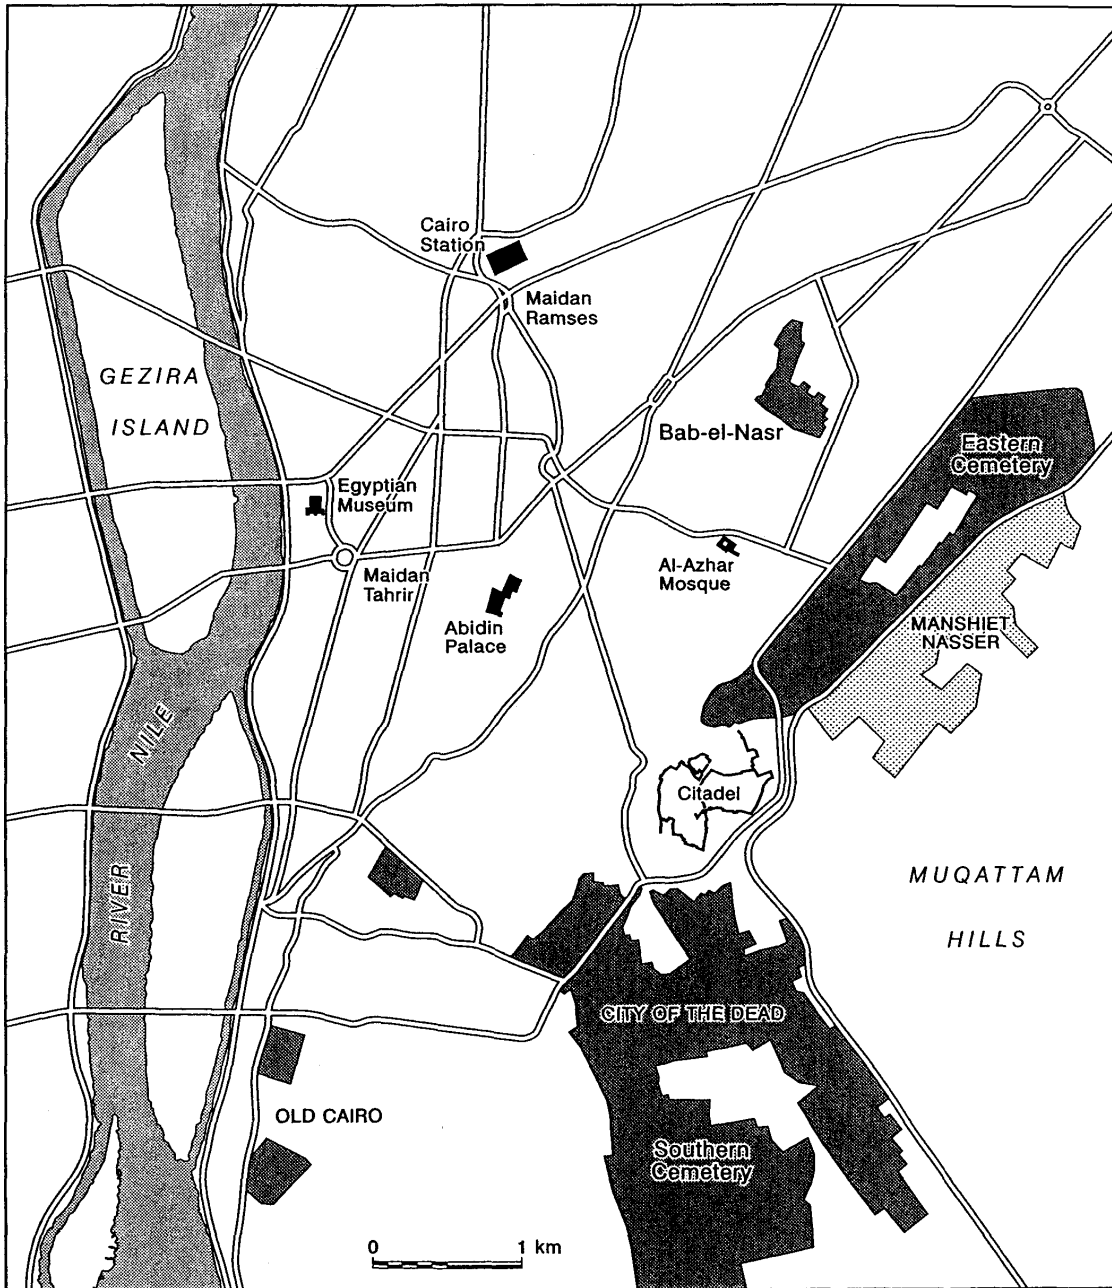 Cairo
Station
Maidan
Ramses
GEZIRA
ISLAND
Bab-el-Nasr
Eastern
Cemetery
Egyptian
Museum
Maidan
Tahrir
Al-Azhar
Mosque
Abidin
Palace
MANSHIET
NASSER
NILE
RIVER
Citadel
MUQATTAM
HILLS
CITY OF THE DEAD
OLD CAIRO
Southern
Cemetery
0 1 km